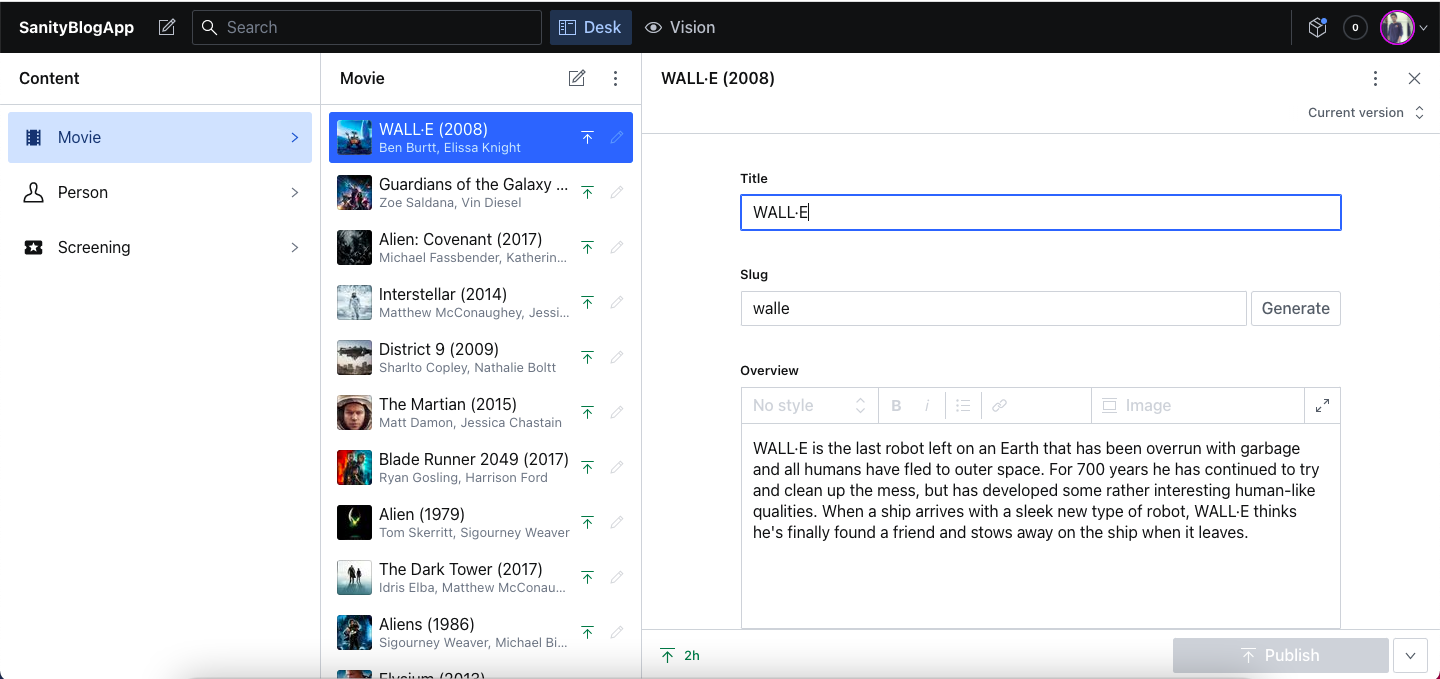 SanityBlogApp
Search
Desk
Vision
0
Content
Movie
Person
Screening
Movie
WALL·E (2008)
Ben Burtt, Elissa Knight
Guardians of the Galaxy ...
Zoe Saldana, Vin Diesel
Alien: Covenant (2017)
Michael Fassbender, Katherin...
Interstellar (2014)
Matthew McConaughey, Jessi...
District 9 (2009)
Sharlto Copley, Nathalie Boltt
The Martian (2015)
Matt Damon, Jessica Chastain
Blade Runner 2049 (2017)
Ryan Gosling, Harrison Ford
Alien (1979)
Tom Skerritt, Sigourney Weaver
The Dark Tower (2017)
Idris Elba, Matthew McConau...
Aliens (1986)
Sigourney Weaver, Michael Bi...
Elysium (2013)
WALL·E (2008)
Current version
Title
WALL·E
Slug
walle
Generate
Overview
No style
B
i
Image
WALL·E is the last robot left on an Earth that has been overrun with garbage
and all humans have fled to outer space. For 700 years he has continued to try
and clean up the mess, but has developed some rather interesting human-like
qualities. When a ship arrives with a sleek new type of robot, WALL·E thinks
he's finally found a friend and stows away on the ship when it leaves.
2h
Publish